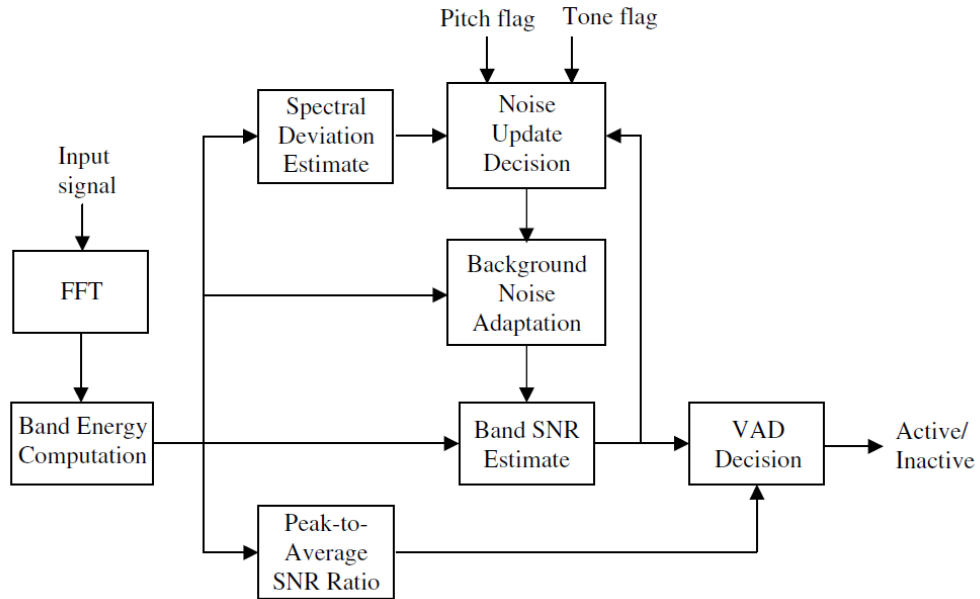 Pitch flag
Tone flag
Spectral
Deviation
Estimate
Noise
Update
Decision
Input
signal
FFT
Background
Noise
Adaptation
Band Energy
Computation
Band SNR
Estimate
VAD
Decision
Active/
Inactive
Peak-to-
Average
SNR Ratio